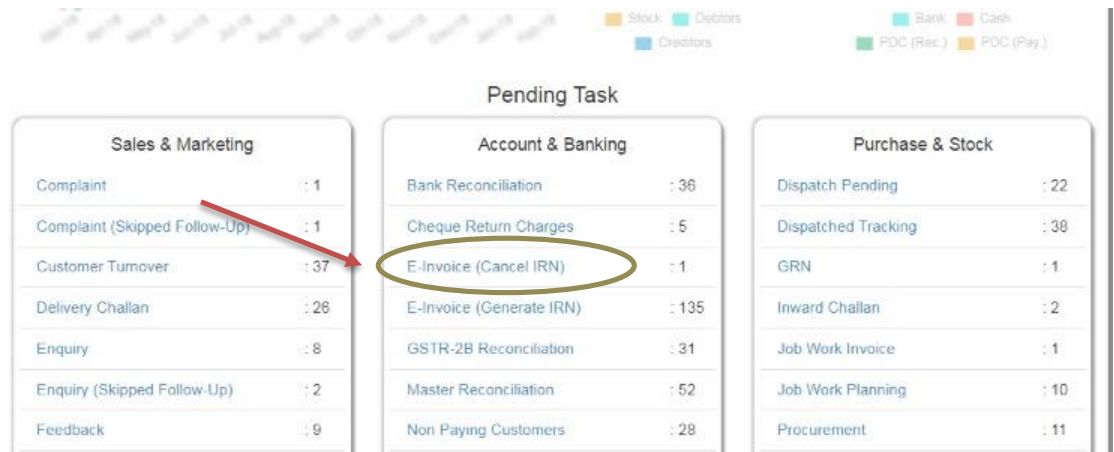 Stock Debtors
Creditors
Bank Cash
PDC (Rec.) PDC (Pay.)
Pending Task
Sales & Marketing
Complaint : 1
Complaint (Skipped Follow-Up) : 1
Customer Turnover : 37
Delivery Challan : 26
Enquiry : 8
Enquiry (Skipped Follow-Up) : 2
Feedback : 9
Account & Banking
Bank Reconciliation : 36
Cheque Return Charges : 5
E-Invoice (Cancel IRN) : 1
E-Invoice (Generate IRN) : 135
GSTR-2B Reconciliation : 31
Master Reconciliation : 52
Non Paying Customers : 28
Purchase & Stock
Dispatch Pending : 22
Dispatched Tracking : 38
GRN : 1
Inward Challan : 2
Job Work Invoice : 1
Job Work Planning : 10
Procurement : 11